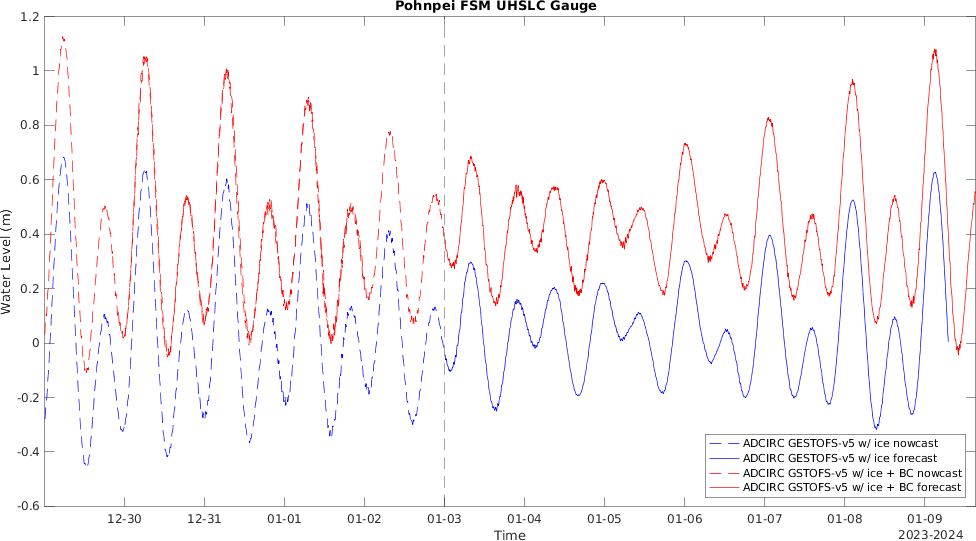 Pohnpei FSM UHSLC Gauge
Water Level (m)
1.2
1
0.8
0.6
0.4
0.2
0
-0.2
-0.4
-0.6
ADCIRC GESTOFS-v5 w/ ice nowcast
ADCIRC GESTOFS-v5 w/ ice forecast
ADCIRC GSTOFS-v5 w/ ice + BC nowcast
ADCIRC GSTOFS-v5 w/ ice + BC forecast
12-30 12-31 01-01 01-02 01-03 01-04 01-05 01-06 01-07 01-08 01-09
Time
2023-2024